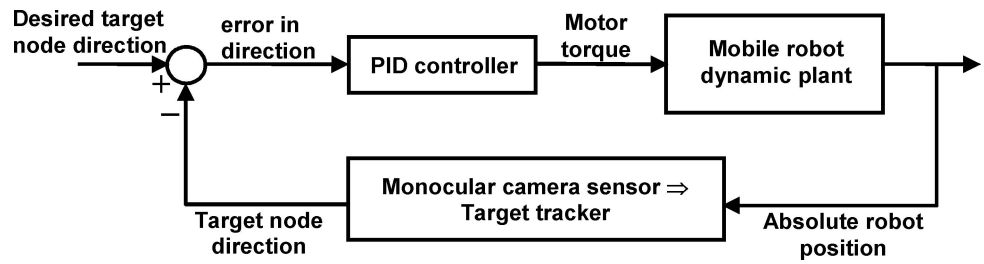 Desired target
node direction
error in
direction
PID controller
Motor
torque
Mobile robot
dynamic plant
+
−
Monocular camera sensor ⇒
Target tracker
Target node
direction
Absolute robot
position